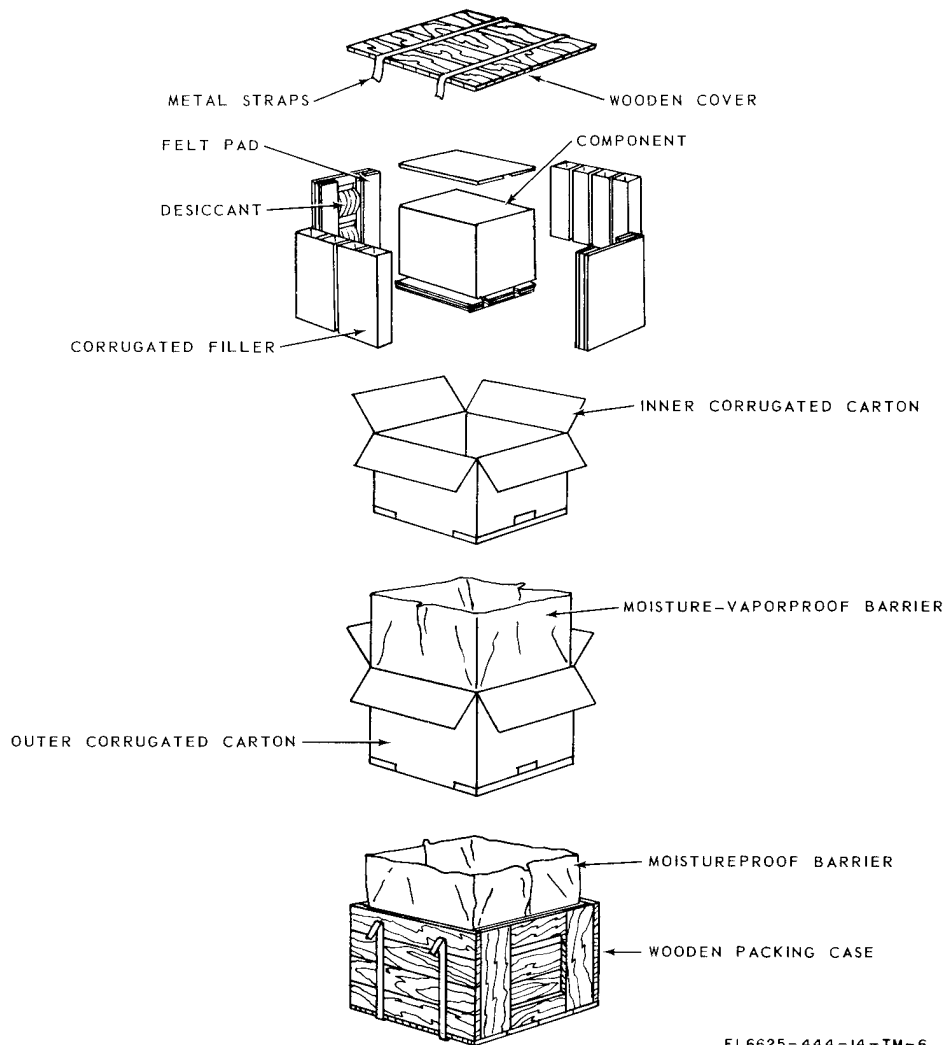 METAL STRAPS
WOODEN COVER
FELT PAD
COMPONENT
DESICCANT
CORRUGATED FILLER
INNER CORRUGATED CARTON
MOISTURE-VAPORPROOF BARRIER
OUTER CORRUGATED CARTON
MOISTUREPROOF BARRIER
WOODEN PACKING CASE
EL6625-444-14-TM-6